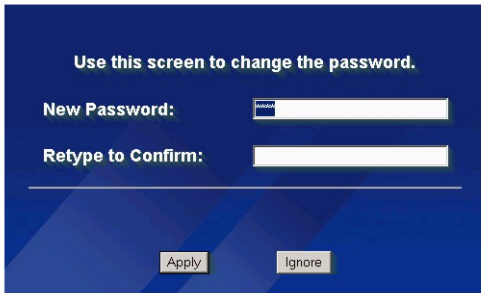 Use this screen to change the password.
New Password:
Retype to Confirm:
Apply
Ignore